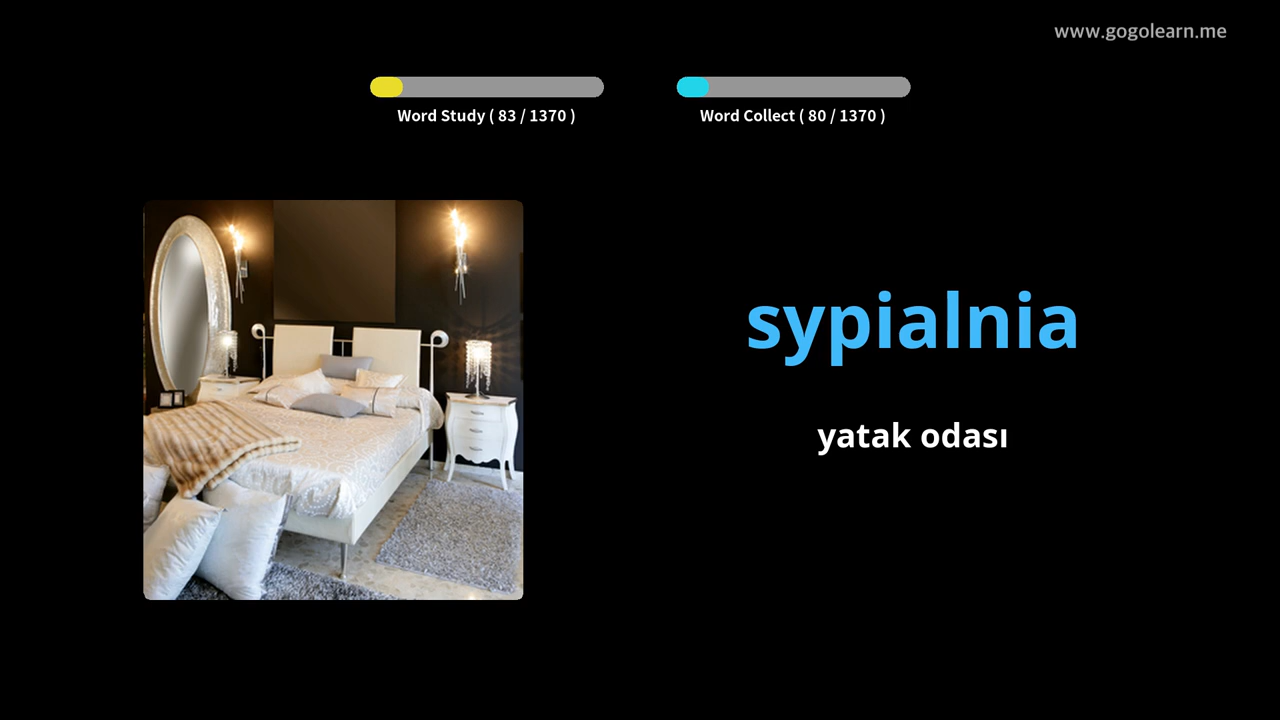 www.gogolearn.me
Word Study ( 83 / 1370 )
Word Collect ( 80 / 1370 )
sypialnia
yatak odası